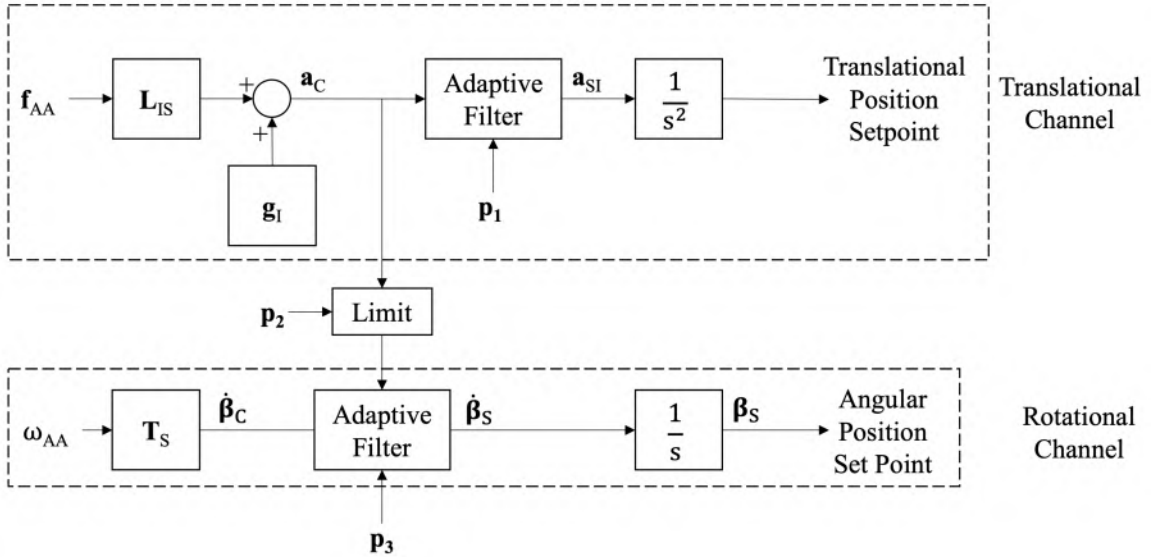 f_AA
L_IS
+
+
g_I
a_C
Adaptive
Filter
p_1
a_SI
1
s²
Translational
Position
Setpoint
Translational
Channel
p_2
Limit
ω_AA
T_S
β̇_C
Adaptive
Filter
p_3
β̇_S
1
s
β_S
Angular
Position
Set Point
Rotational
Channel